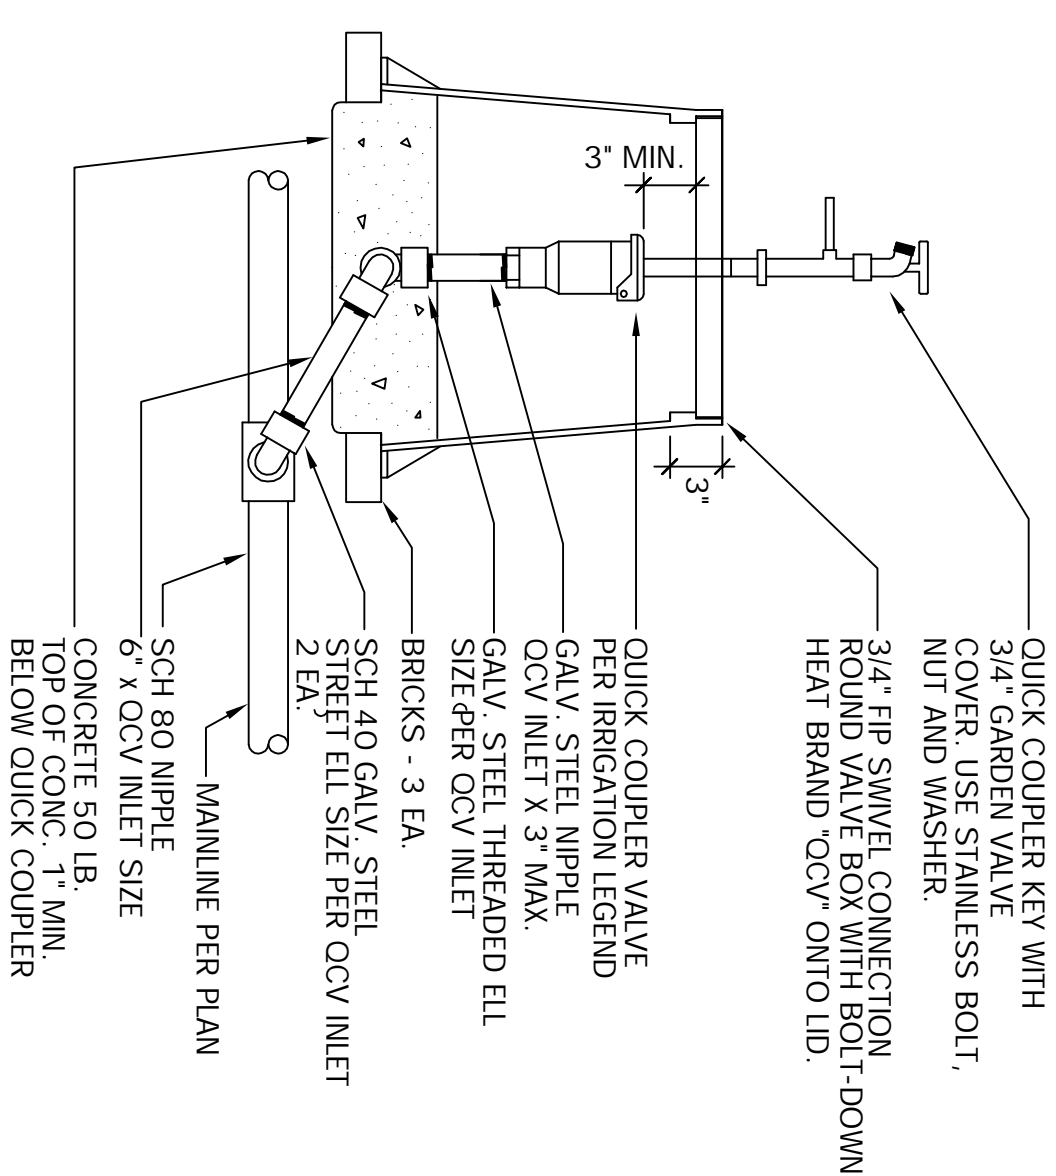 QUICK COUPLER KEY WITH
3/4" GARDEN VALVE
COVER. USE STAINLESS BOLT,
NUT AND WASHER.
3/4" FIP SWIVEL CONNECTION
ROUND VALVE BOX WITH BOLT-DOWN
HEAT BRAND "QCV" ONTO LID.
QUICK COUPLER VALVE
PER IRRIGATION LEGEND
GALV. STEEL NIPPLE
QCV INLET X 3" MAX.
GALV. STEEL THREADED ELL
SIZE PER QCV INLET
BRICKS - 3 EA.
SCH 40 GALV. STEEL
STREET ELL SIZE PER QCV INLET
2 EA.
MAINLINE PER PLAN
SCH 80 NIPPLE
6" x QCV INLET SIZE
CONCRETE 50 LB.
TOP OF CONC. 1" MIN.
BELOW QUICK COUPLER
3" MIN.
3"